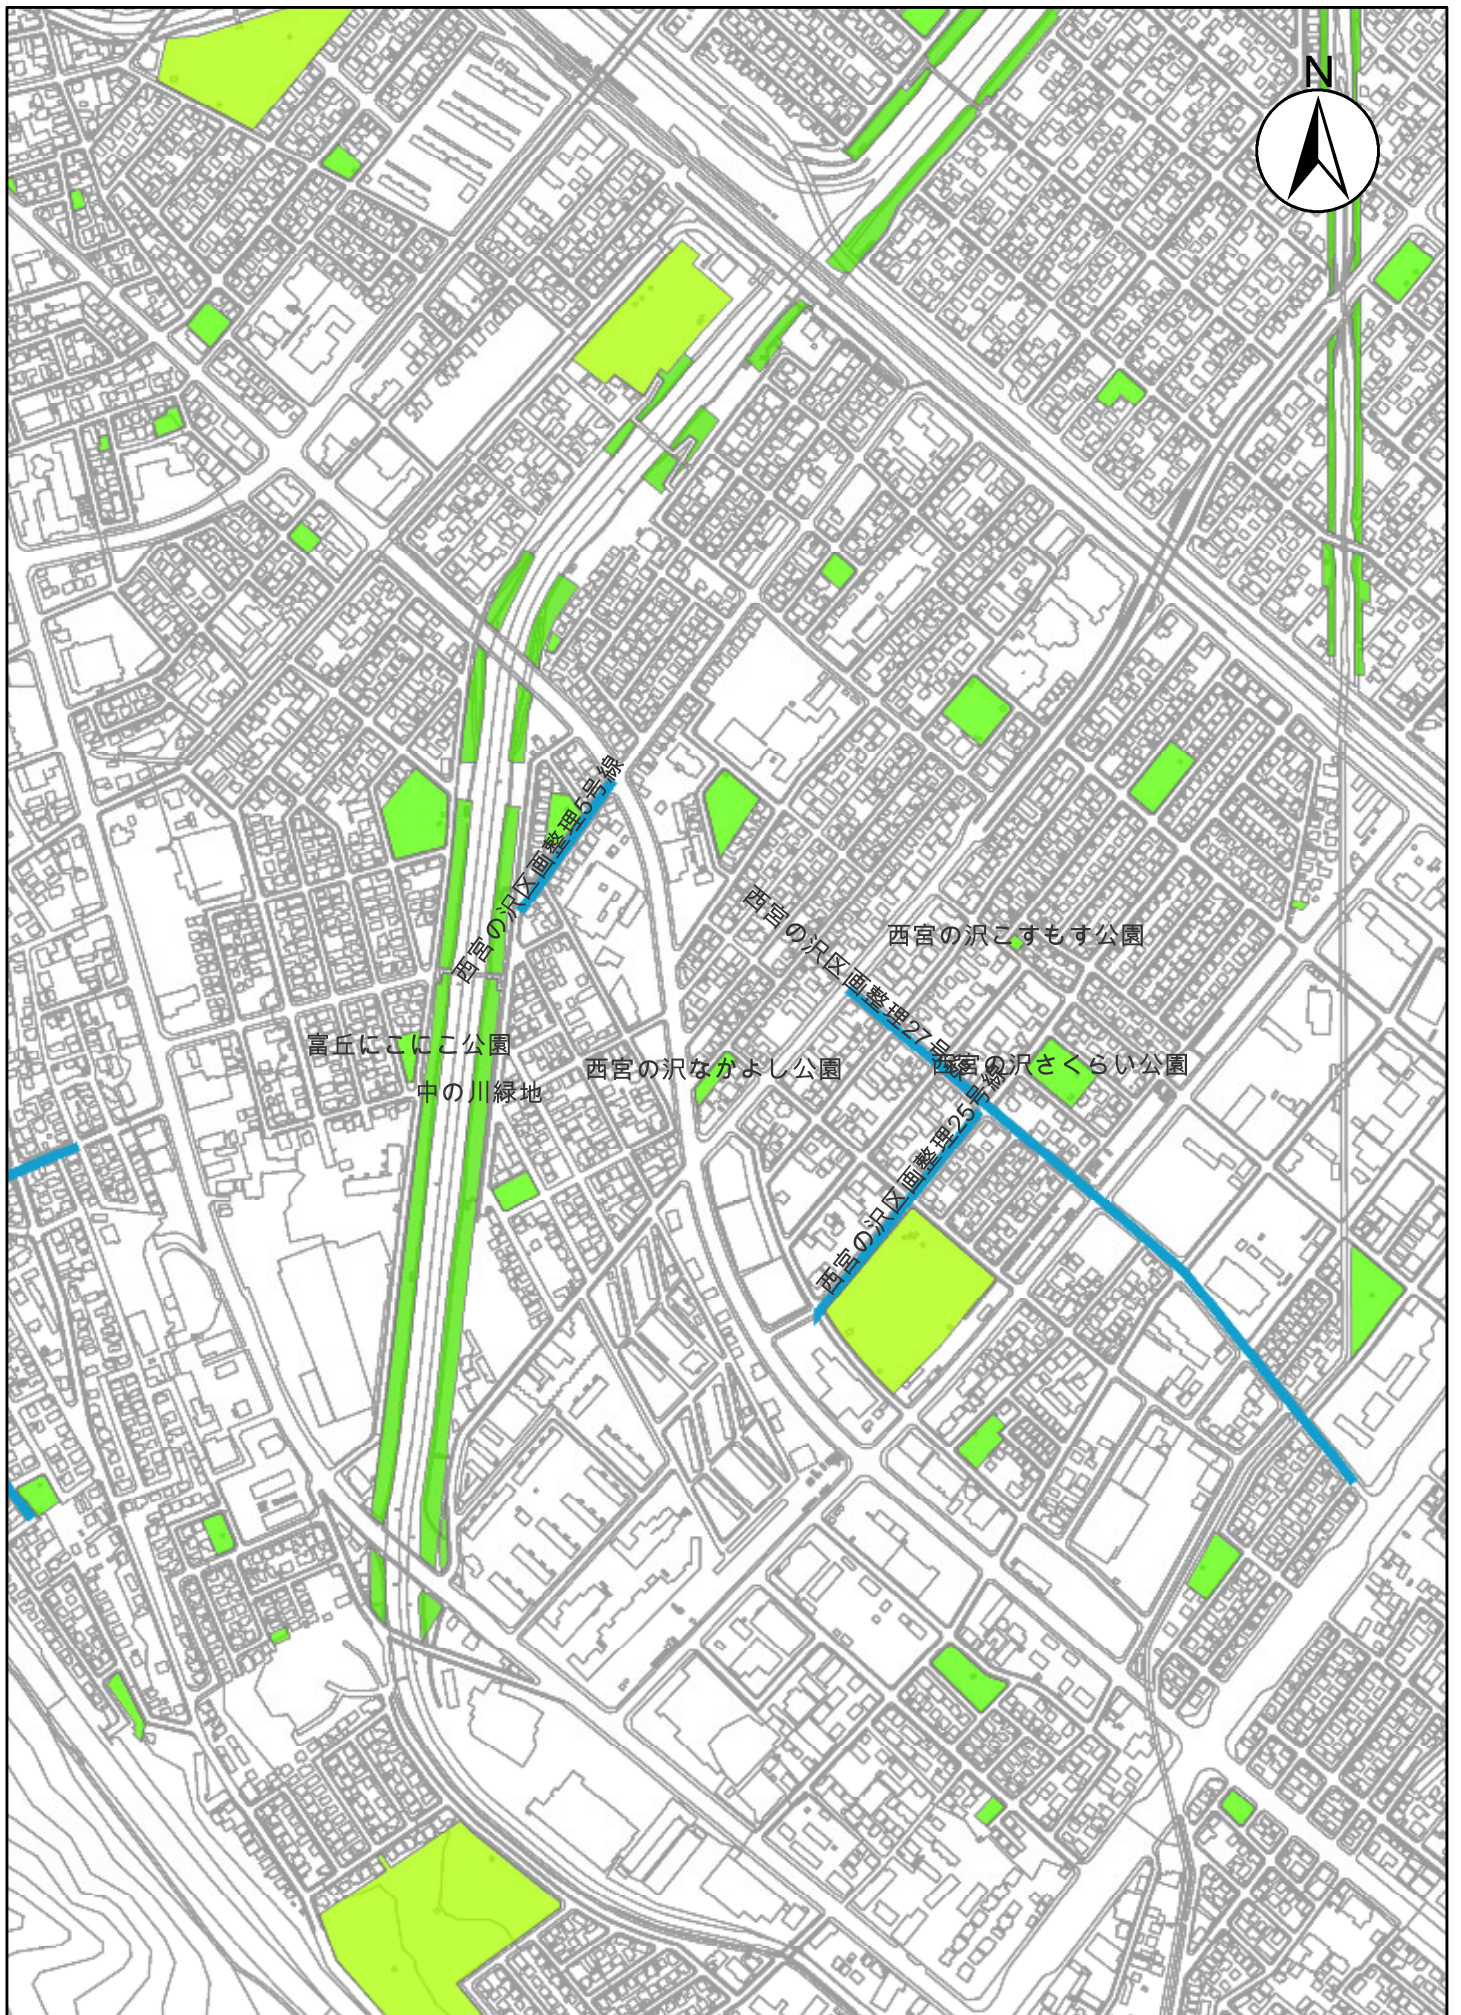 N
西宮の沢区画整理5号線
西宮の沢区画整理27号線
西宮の沢こすもす公園
富丘にこにこ公園
西宮の沢なかよし公園
西宮の沢さくらい公園
中の川緑地
西宮の沢区画整理25号線